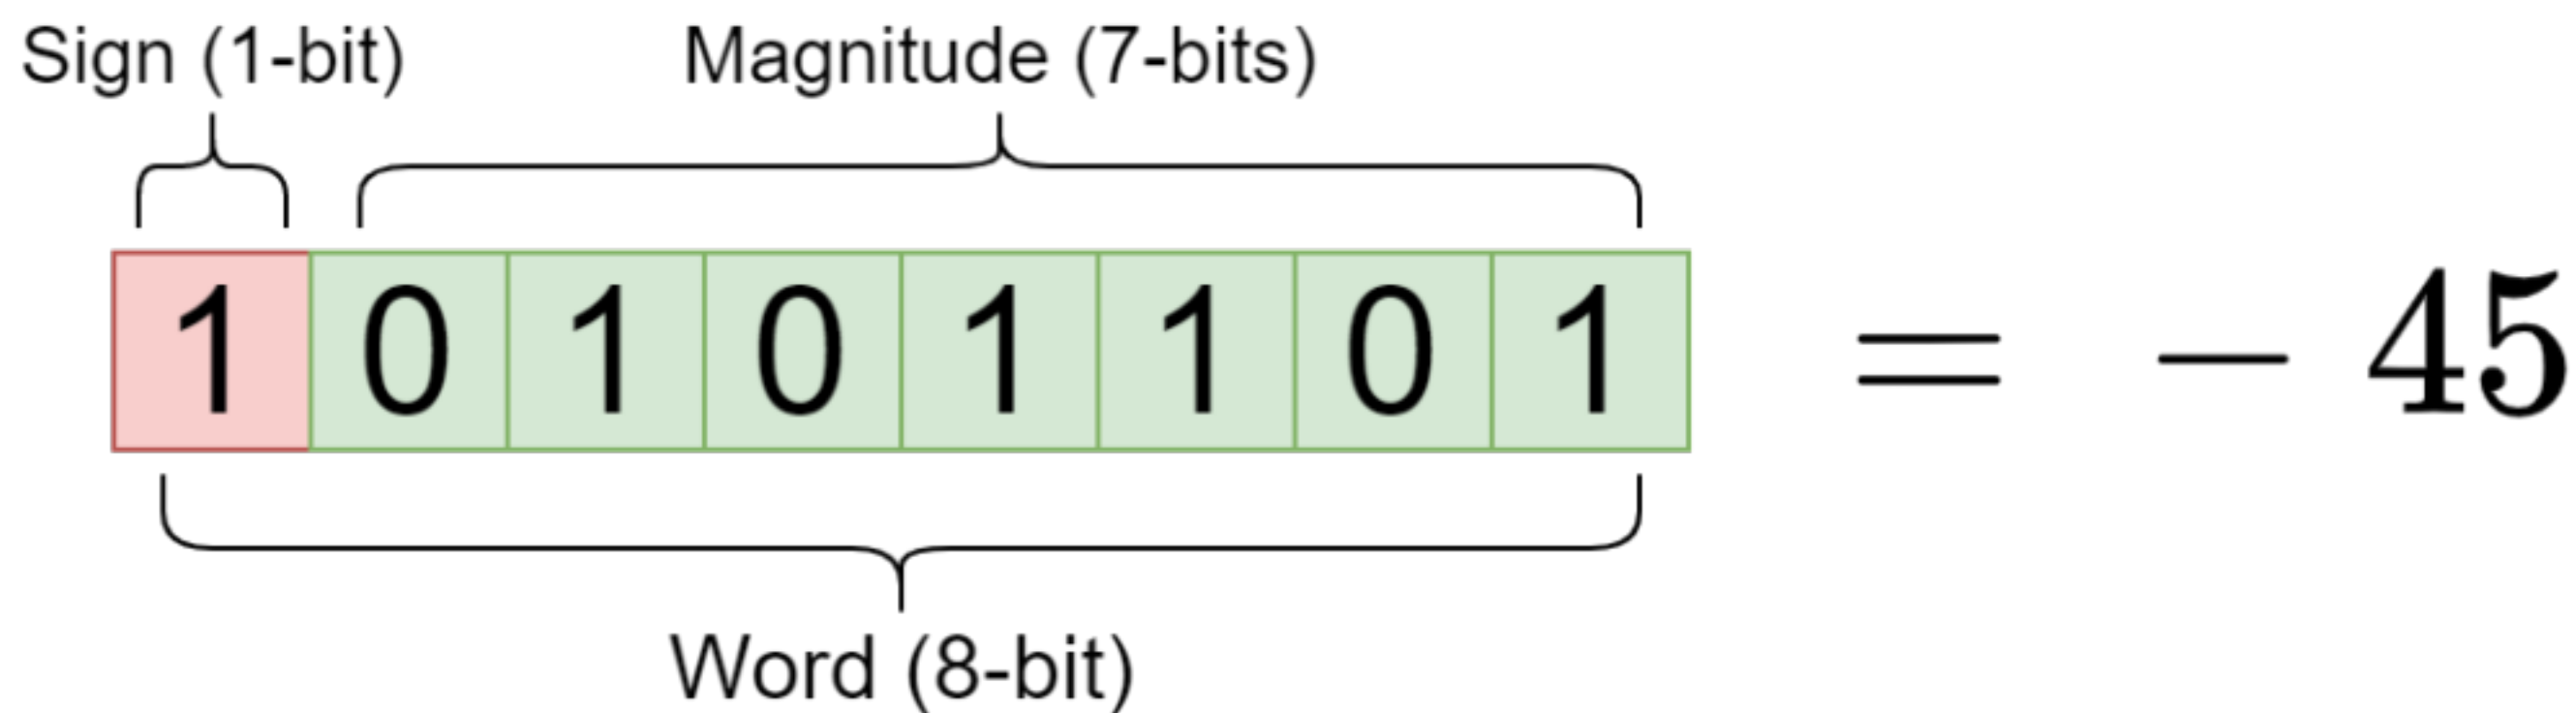 Sign (1-bit) Magnitude (7-bits)
1 0 1 0 1 1 0 1 = - 45
Word (8-bit)